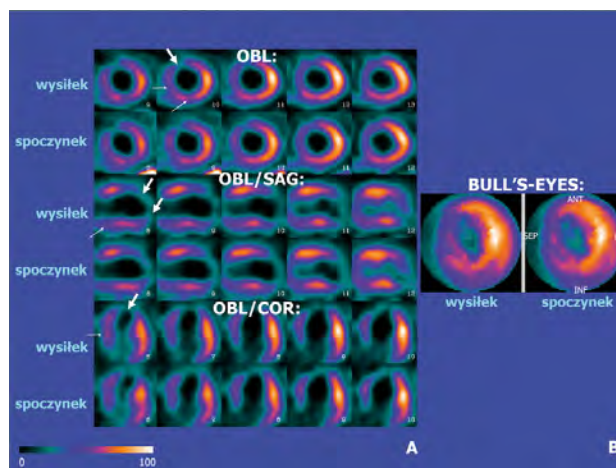 OBL:
wysiłek
spoczynek
OBL/SAG:
wysiłek
spoczynek
OBL/COR:
wysiłek
spoczynek
0 100
A
BULL'S-EYES:
ANT
SEP
INF
wysiłek spoczynek
B